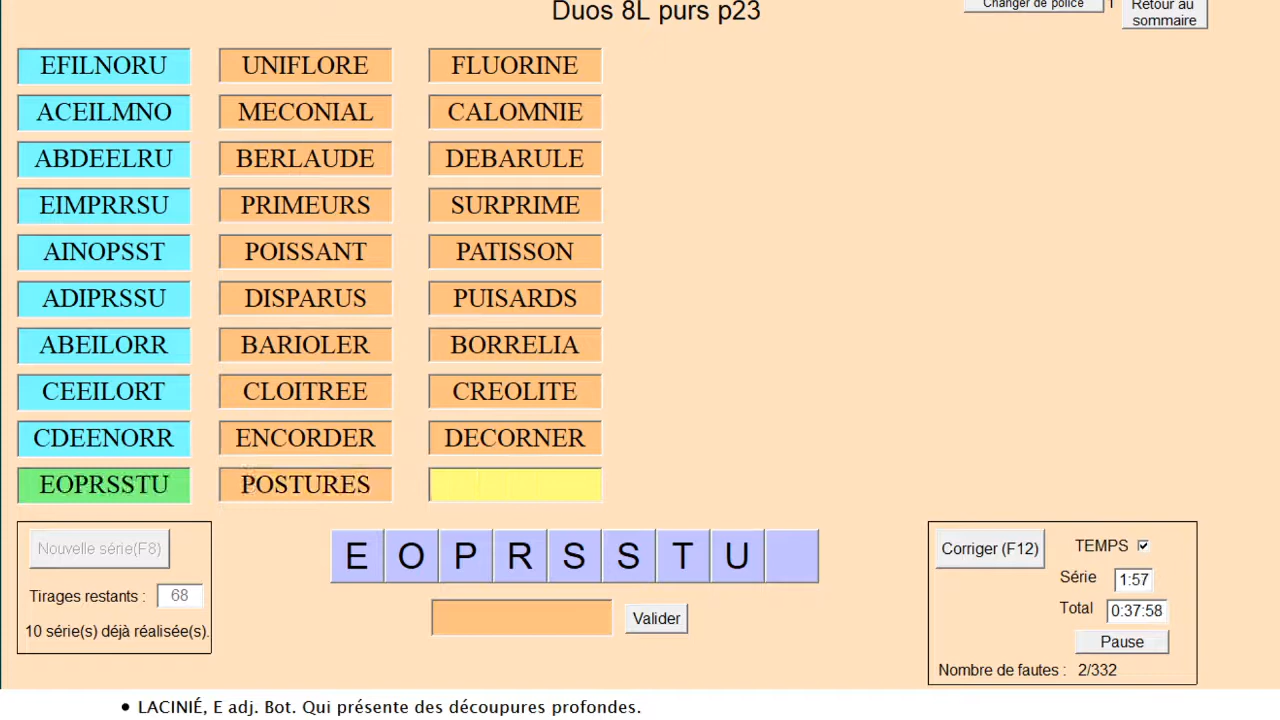 Duos 8L purs p23
Changer de police 1 Retour au
sommaire
EFILNORU UNIFLORE FLUORINE
ACEILMNO MECONIAL CALOMNIE
ABDEELRU BERLAUDE DEBARULE
EIMPRRSU PRIMEURS SURPRIME
AINOPSST POISSANT PATISSON
ADIPRSSU DISPARUS PUISARDS
ABEILORR BARIOLER BORRELIA
CEEILORT CLOITREE CREOLITE
CDEENORR ENCORDER DECORNER
EOPRSSTU POSTURES
Nouvelle série(F8)
Tirages restants : 68
10 série(s) déjà réalisée(s).
E O P R S S T U
Valider
Corriger (F12) TEMPS
Série 1:57
Total 0:37:58
Pause
Nombre de fautes : 2/332
• LACINIÉ, E adj. Bot. Qui présente des découpures profondes.